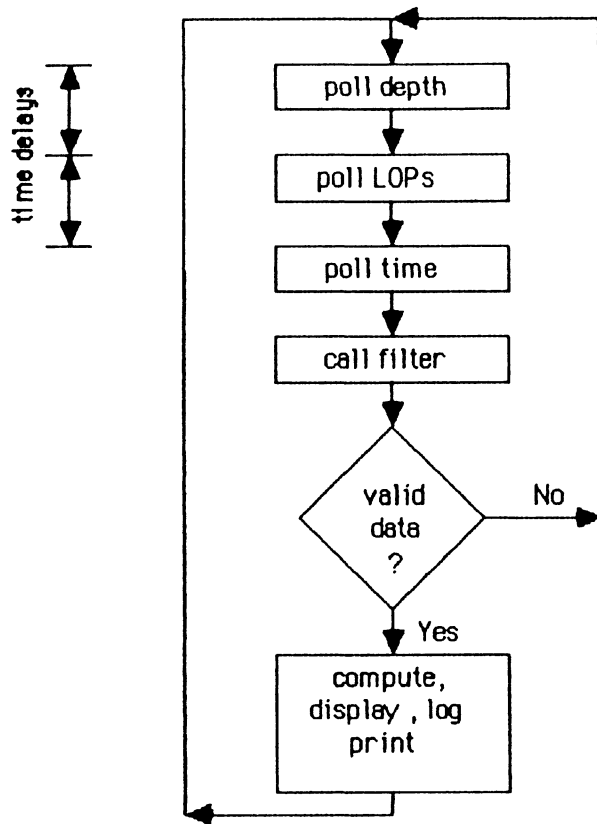 time delays
poll depth
poll LOPs
poll time
call filter
valid
data
?
No
Yes
compute,
display , log
print